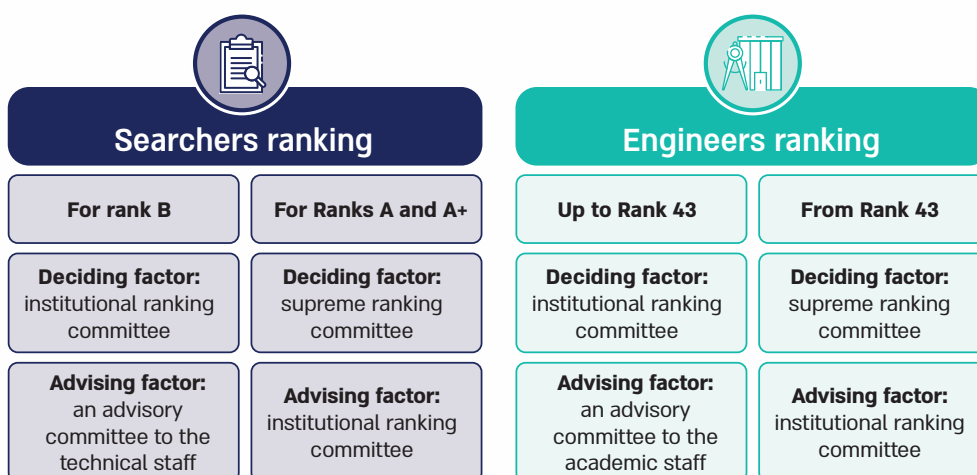 Searchers ranking
For rank B
For Ranks A and A+
Deciding factor:
institutional ranking
committee
Deciding factor:
supreme ranking
committee
Advising factor:
an advisory
committee to the
technical staff
Advising factor:
institutional ranking
committee
Engineers ranking
Up to Rank 43
From Rank 43
Deciding factor:
institutional ranking
committee
Deciding factor:
supreme ranking
committee
Advising factor:
an advisory
committee to the
academic staff
Advising factor:
institutional ranking
committee